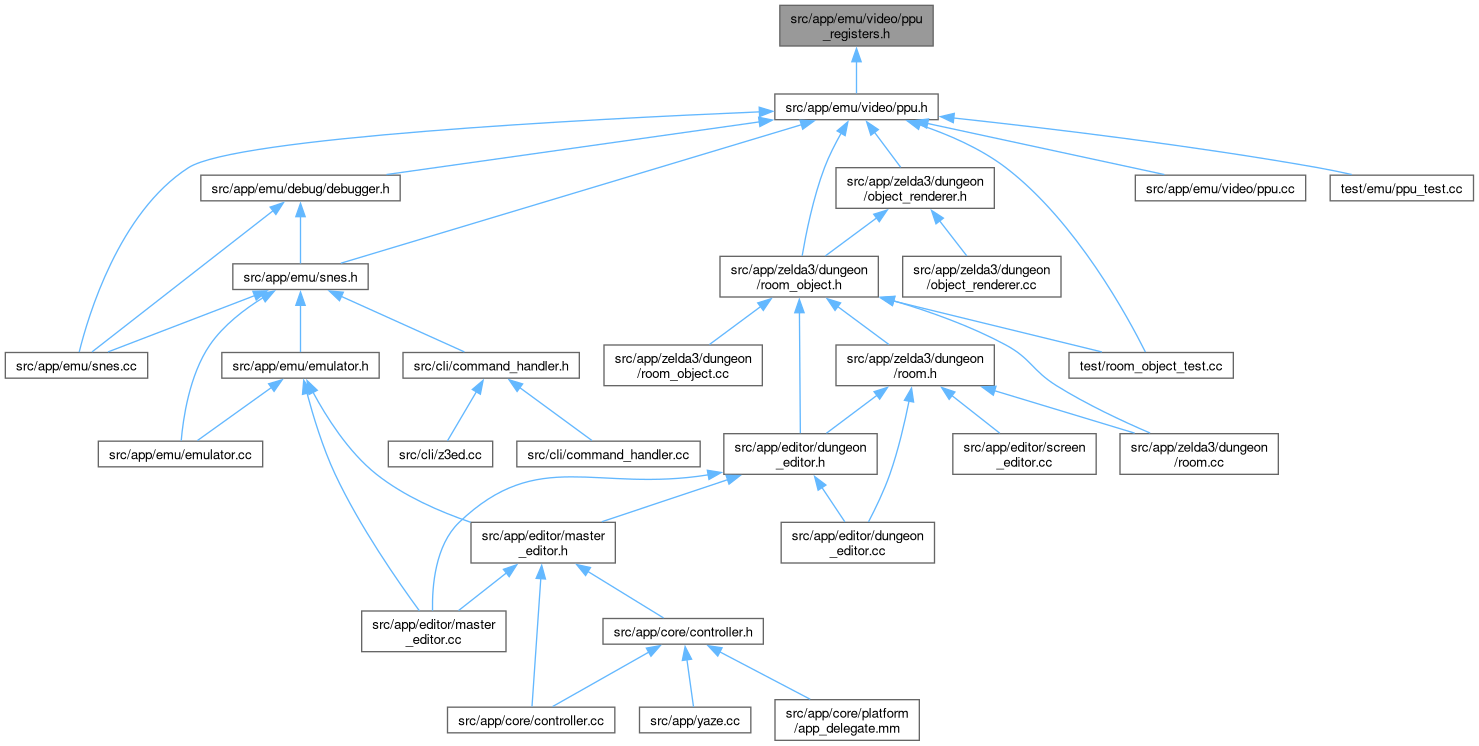 src/app/emu/video/ppu
_registers.h
src/app/emu/video/ppu.h
src/app/emu/debug/debugger.h
src/app/zelda3/dungeon
/object_renderer.h
src/app/emu/video/ppu.cc
test/emu/ppu_test.cc
src/app/emu/snes.h
src/app/zelda3/dungeon
/room_object.h
src/app/zelda3/dungeon
/object_renderer.cc
src/app/emu/snes.cc
src/app/emu/emulator.h
src/cli/command_handler.h
src/app/zelda3/dungeon
/room_object.cc
src/app/zelda3/dungeon
/room.h
test/room_object_test.cc
src/app/emu/emulator.cc
src/cli/z3ed.cc
src/cli/command_handler.cc
src/app/editor/dungeon
_editor.h
src/app/editor/screen
_editor.cc
src/app/zelda3/dungeon
/room.cc
src/app/editor/master
_editor.h
src/app/editor/dungeon
_editor.cc
src/app/editor/master
_editor.cc
src/app/core/controller.h
src/app/core/controller.cc
src/app/yaze.cc
src/app/core/platform
/app_delegate.mm